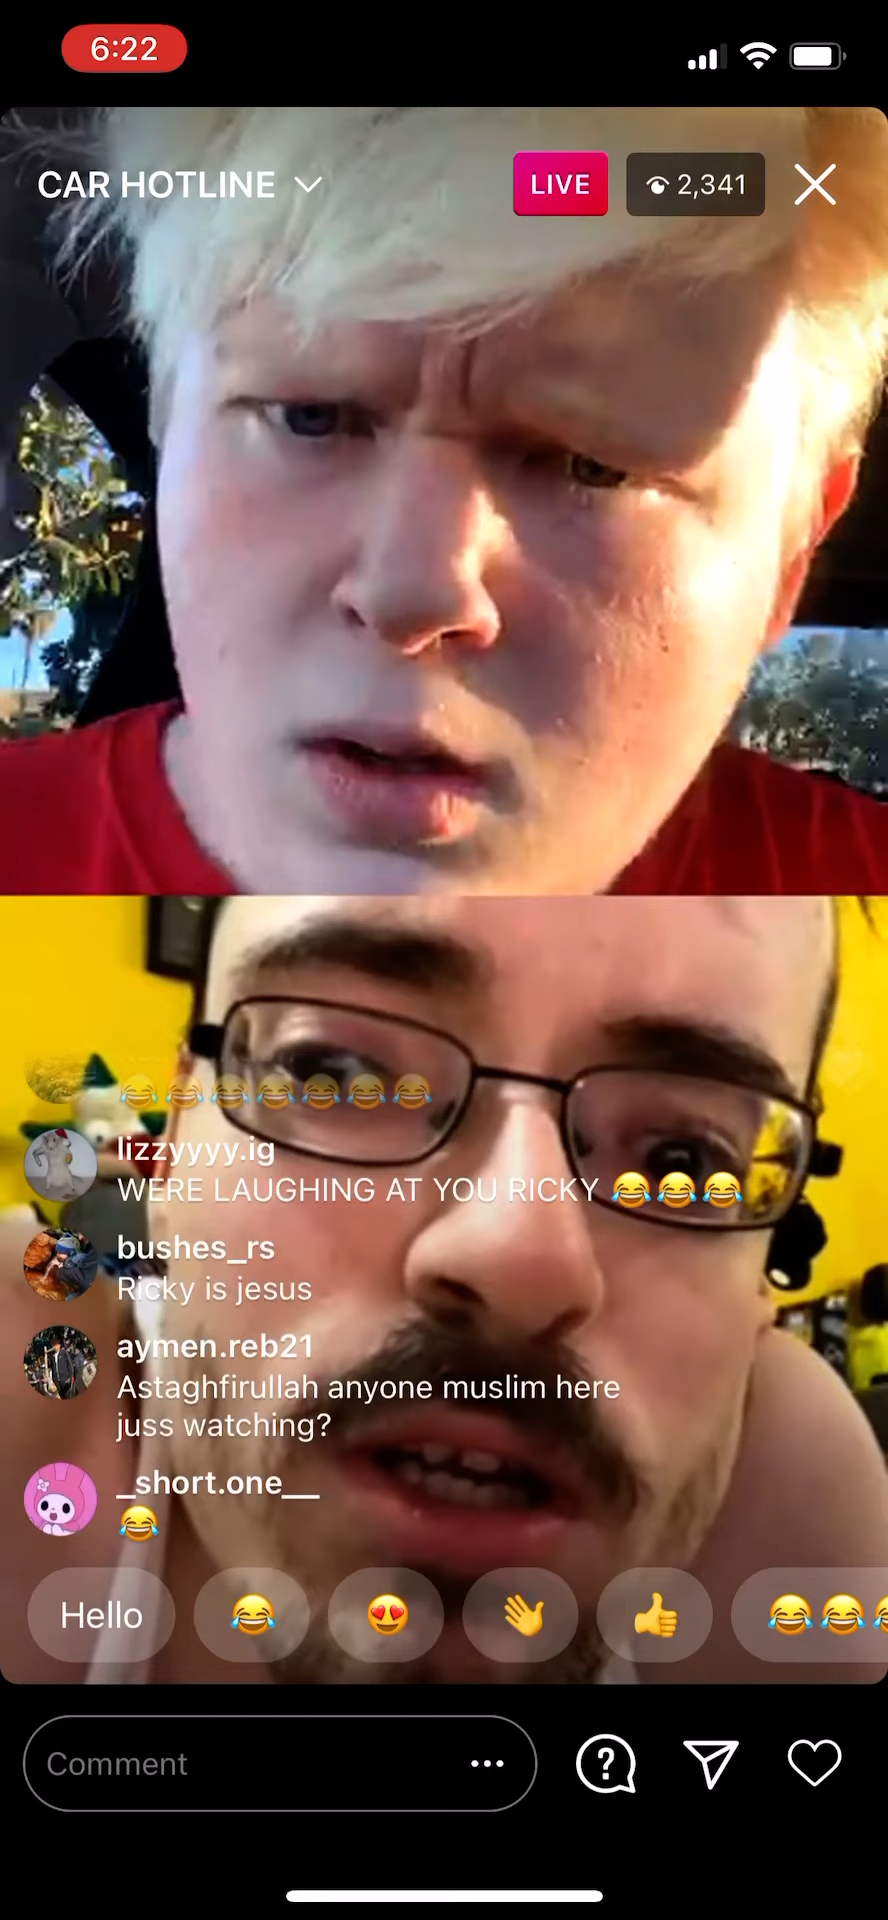 6:22
CAR HOTLINE
LIVE
2,341
😂😂😂😂😂😂😂
lizzyyyy.ig
WERE LAUGHING AT YOU RICKY 😂😂😂
bushes_rs
Ricky is jesus
aymen.reb21
Astaghfirullah anyone muslim here
juss watching?
_short.one__
😂
Hello 😂 😍 👋 👍 😂😂
Comment